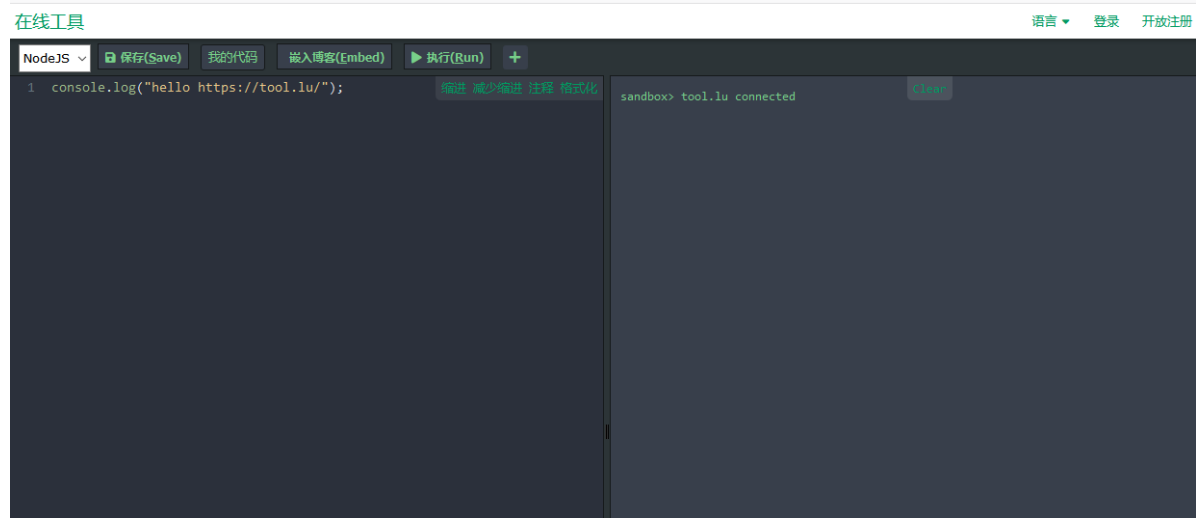 在线工具 语言 登录 开放注册
NodeJS 保存(Save) 我的代码 嵌入博客(Embed) 执行(Run) +
1 console.log("hello https://tool.lu/"); 缩进 减少缩进 注释 格式化
sandbox> tool.lu connected Clear